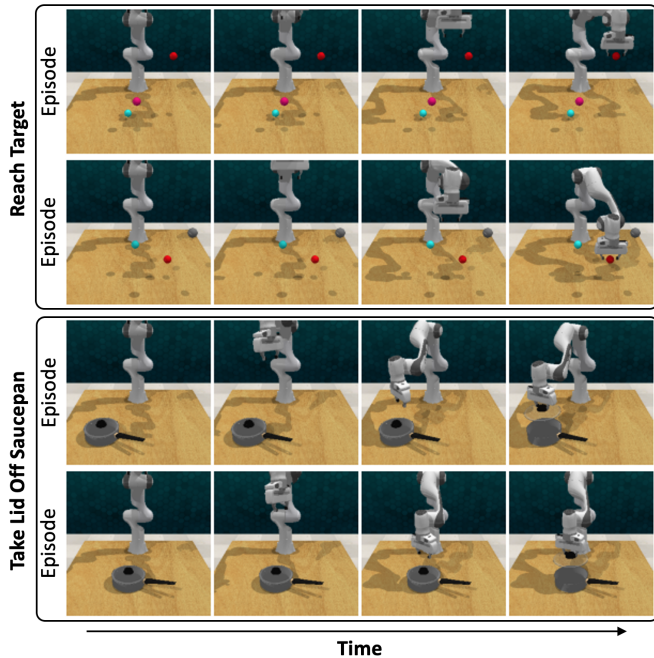 Reach Target
Episode
Episode
Take Lid Off Saucepan
Episode
Episode
Time